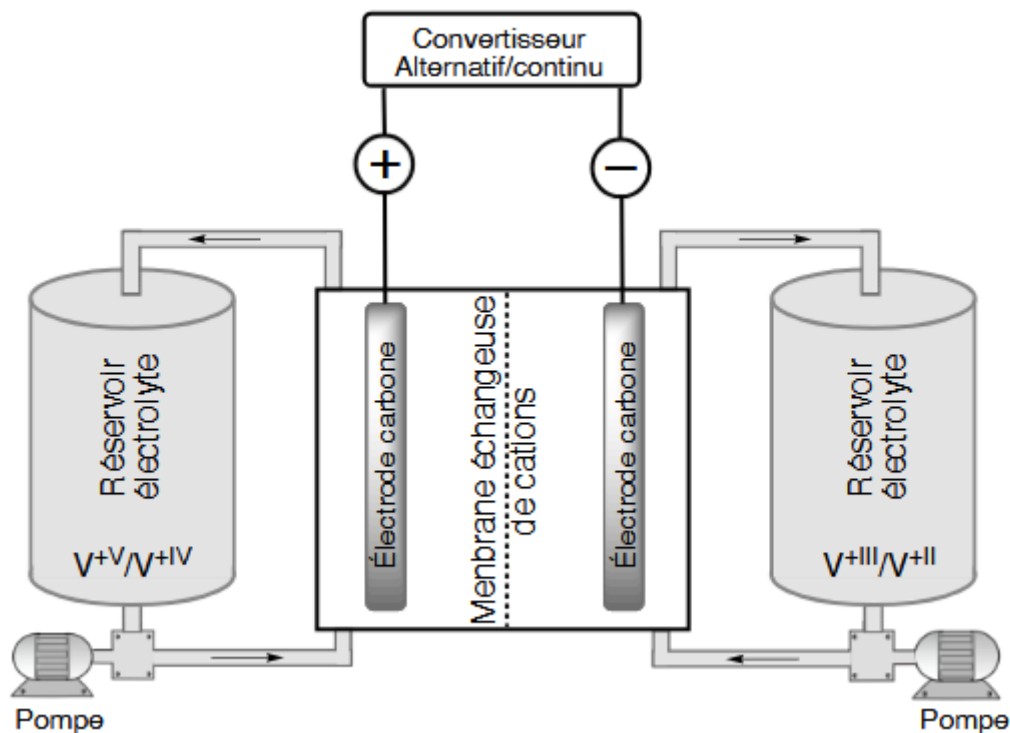 Convertisseur
Alternatif/continu
+
−
Réservoir
électrolyte
V+V/V+IV
Électrode carbone
Menbrane échangeuse
de cations
Électrode carbone
Réservoir
électrolyte
V+III/V+II
Pompe
Pompe